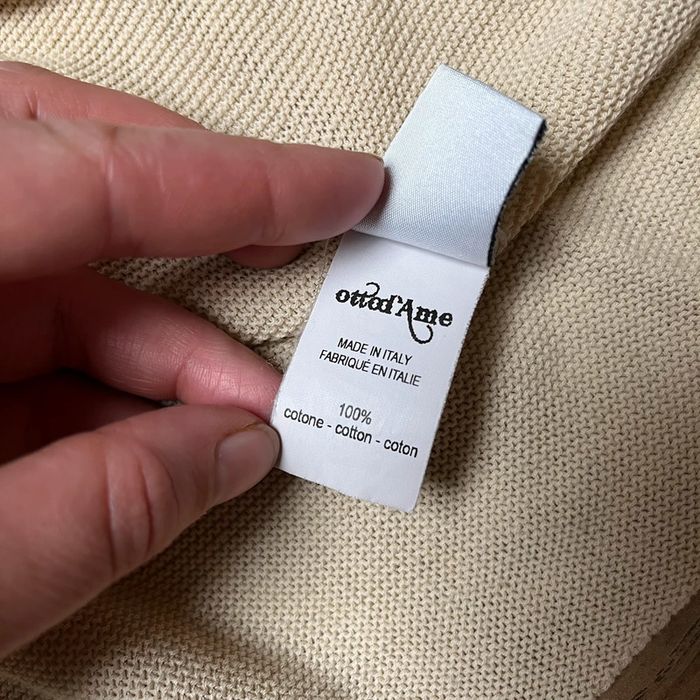 ottod'Ame
MADE IN ITALY
FABRIQUÉ EN ITALIE
100%
cotone - cotton - coton